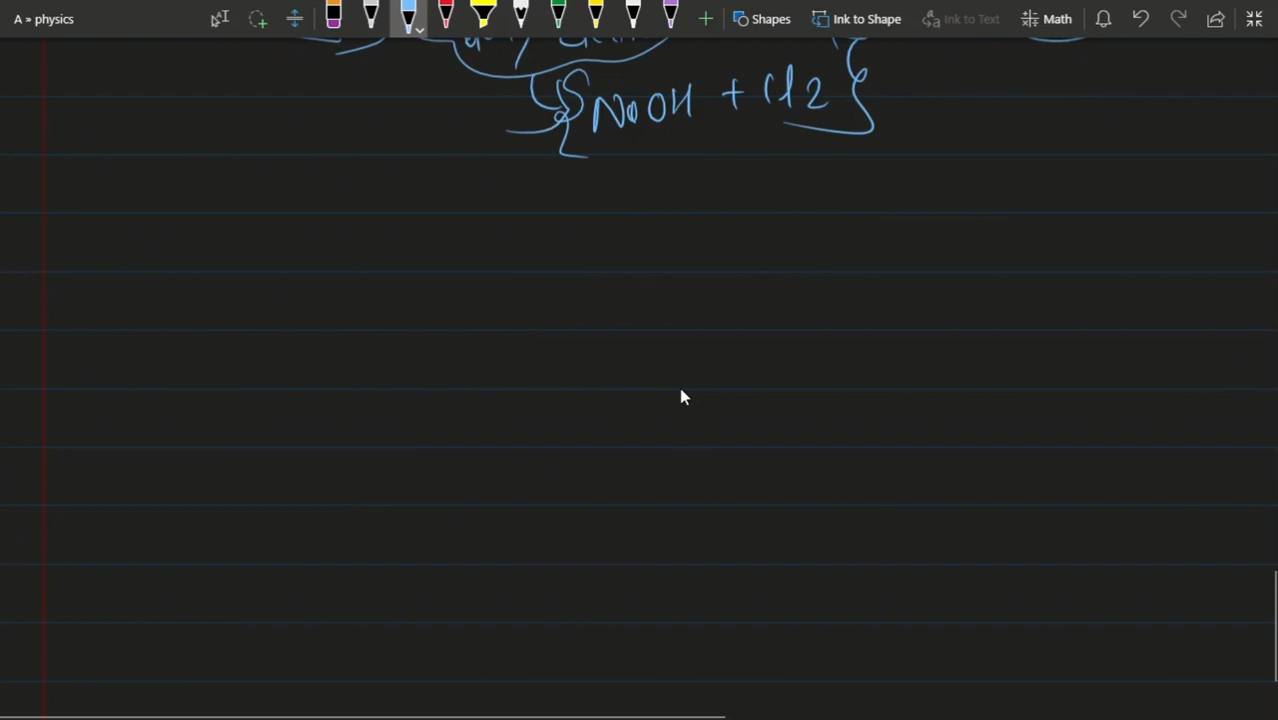 A » physics
Shapes
Ink to Shape
Ink to Text
Math
NaOH + Cl2